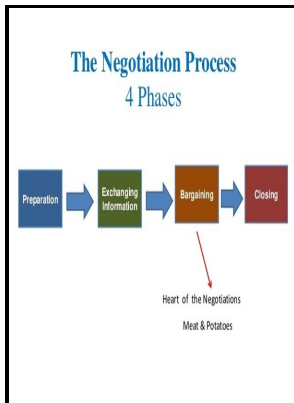 The Negotiation Process
4 Phases
Preparation
Exchanging
Information
Bargaining
Closing
Heart of the Negotiations
Meat & Potatoes